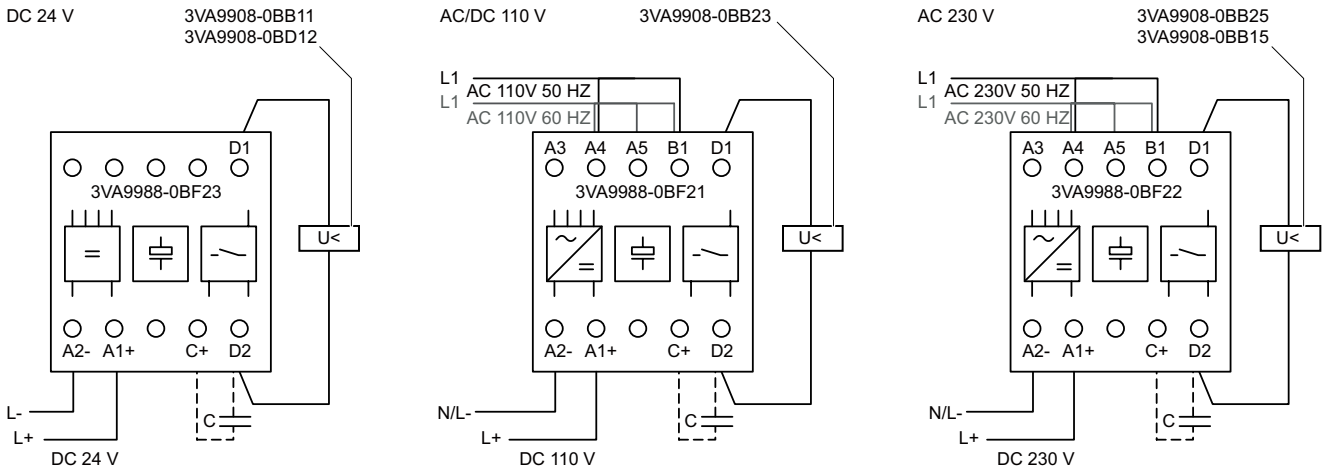 DC 24 V
3VA9908-0BB11
3VA9908-0BD12
D1
3VA9988-0BF23
=
U<
A2- A1+ C+ D2
L-
C
L+
DC 24 V
AC/DC 110 V
3VA9908-0BB23
L1
AC 110V 50 HZ
L1
AC 110V 60 HZ
A3 A4 A5 B1 D1
3VA9988-0BF21
~
=
U<
A2- A1+ C+ D2
N/L-
C
L+
DC 110 V
AC 230 V
3VA9908-0BB25
3VA9908-0BB15
L1
AC 230V 50 HZ
L1
AC 230V 60 HZ
A3 A4 A5 B1 D1
3VA9988-0BF22
~
=
U<
A2- A1+ C+ D2
N/L-
C
L+
DC 230 V